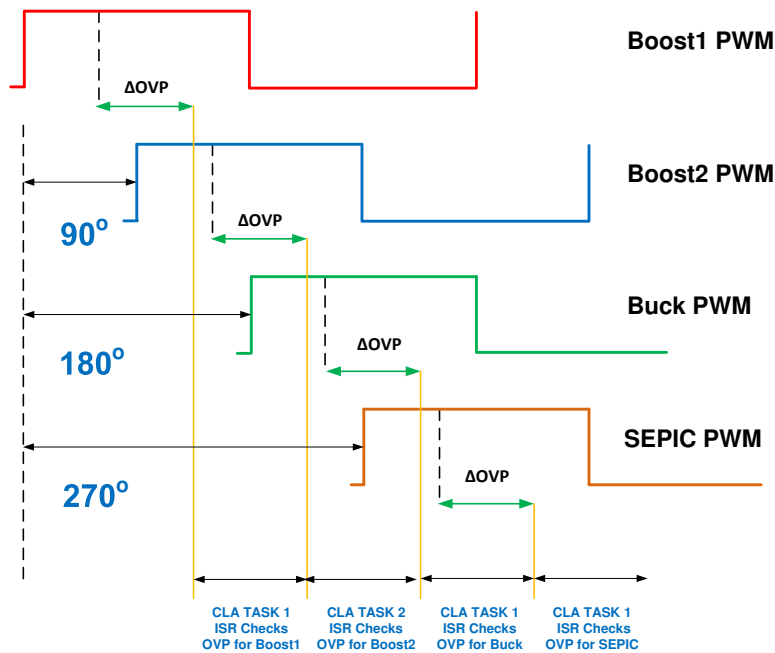 Boost1 PWM
ΔOVP
Boost2 PWM
90°
ΔOVP
Buck PWM
180°
ΔOVP
SEPIC PWM
270°
ΔOVP
CLA TASK 1
ISR Checks
OVP for Boost1
CLA TASK 2
ISR Checks
OVP for Boost2
CLA TASK 1
ISR Checks
OVP for Buck
CLA TASK 1
ISR Checks
OVP for SEPIC